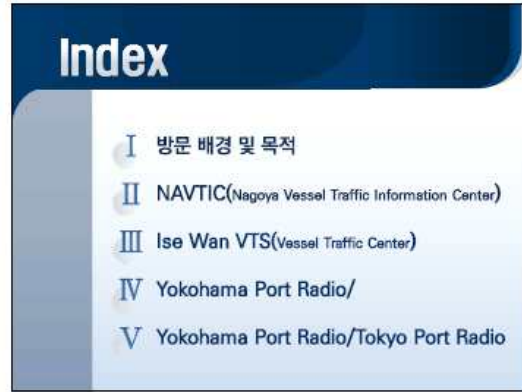 Index
Ⅰ 방문 배경 및 목적
Ⅱ NAVTIC(Nagoya Vessel Traffic Information Center)
Ⅲ Ise Wan VTS(Vessel Traffic Center)
Ⅳ Yokohama Port Radio/
Ⅴ Yokohama Port Radio/Tokyo Port Radio